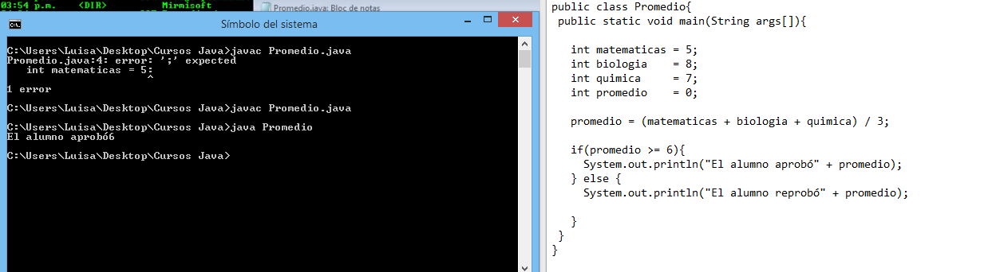 03:54 p.m. <DIR> Mirmisoft
Promedio.java: Bloc de notas
Símbolo del sistema
C:\Users\Luisa\Desktop\Cursos Java>javac Promedio.java
Promedio.java:4: error: ';' expected
int matematicas = 5:
^
1 error
C:\Users\Luisa\Desktop\Cursos Java>javac Promedio.java
C:\Users\Luisa\Desktop\Cursos Java>java Promedio
El alumno aprobó6
C:\Users\Luisa\Desktop\Cursos Java>
public class Promedio{
public static void main(String args[]){
int matematicas = 5;
int biologia = 8;
int quimica = 7;
int promedio = 0;
promedio = (matematicas + biologia + quimica) / 3;
if(promedio >= 6){
System.out.println("El alumno aprobó" + promedio);
} else {
System.out.println("El alumno reprobó" + promedio);
}
}
}